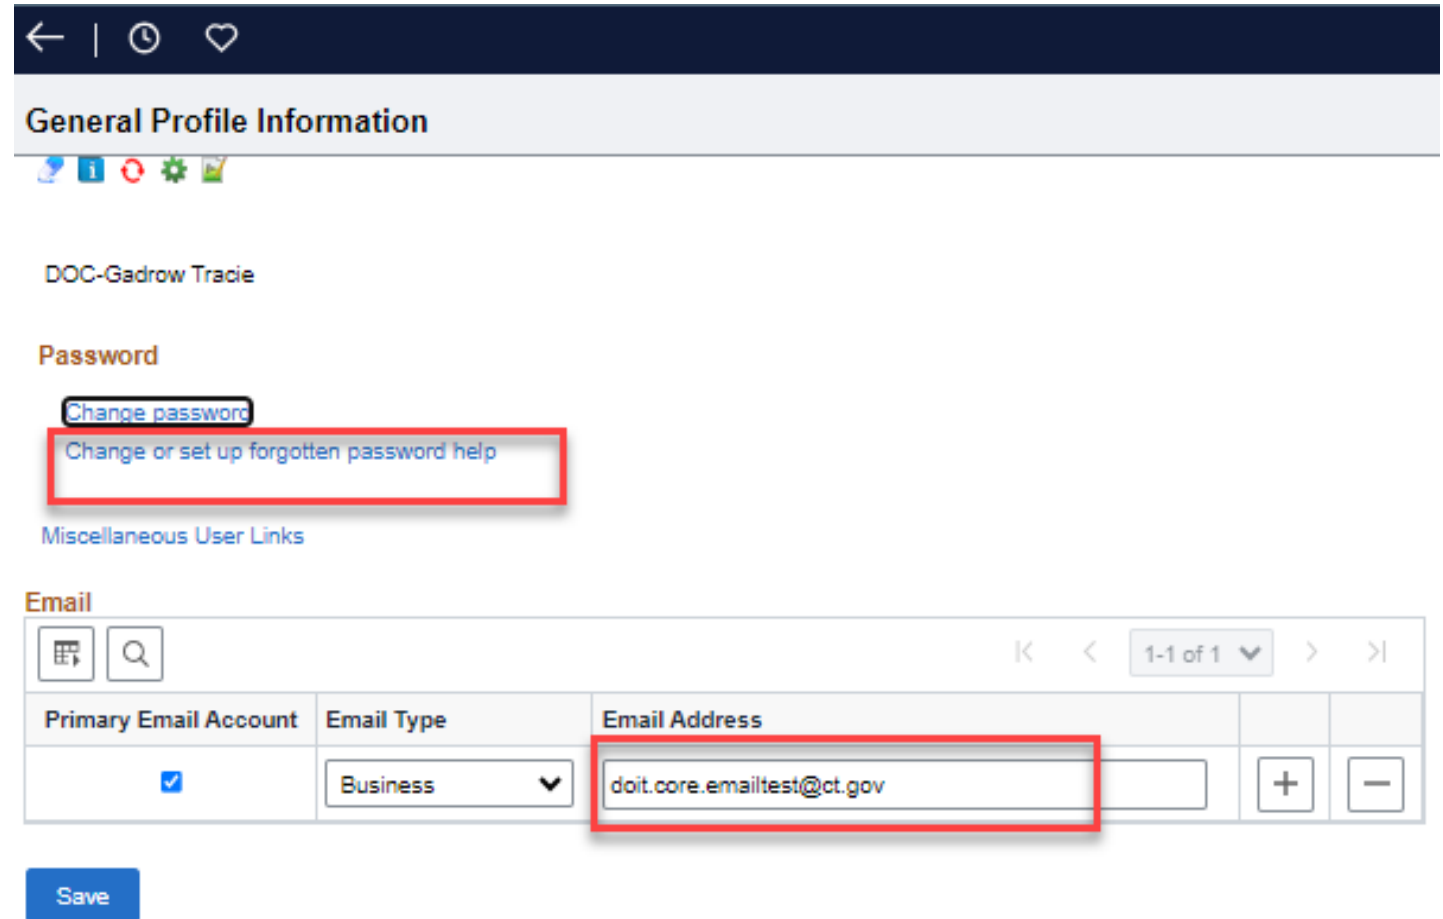 General Profile Information
DOC-Gadrow Tracie
Password
Change password
Change or set up forgotten password help
Miscellaneous User Links
Email
1-1 of 1
Primary Email Account Email Type Email Address
Business doit.core.emailtest@ct.gov
Save